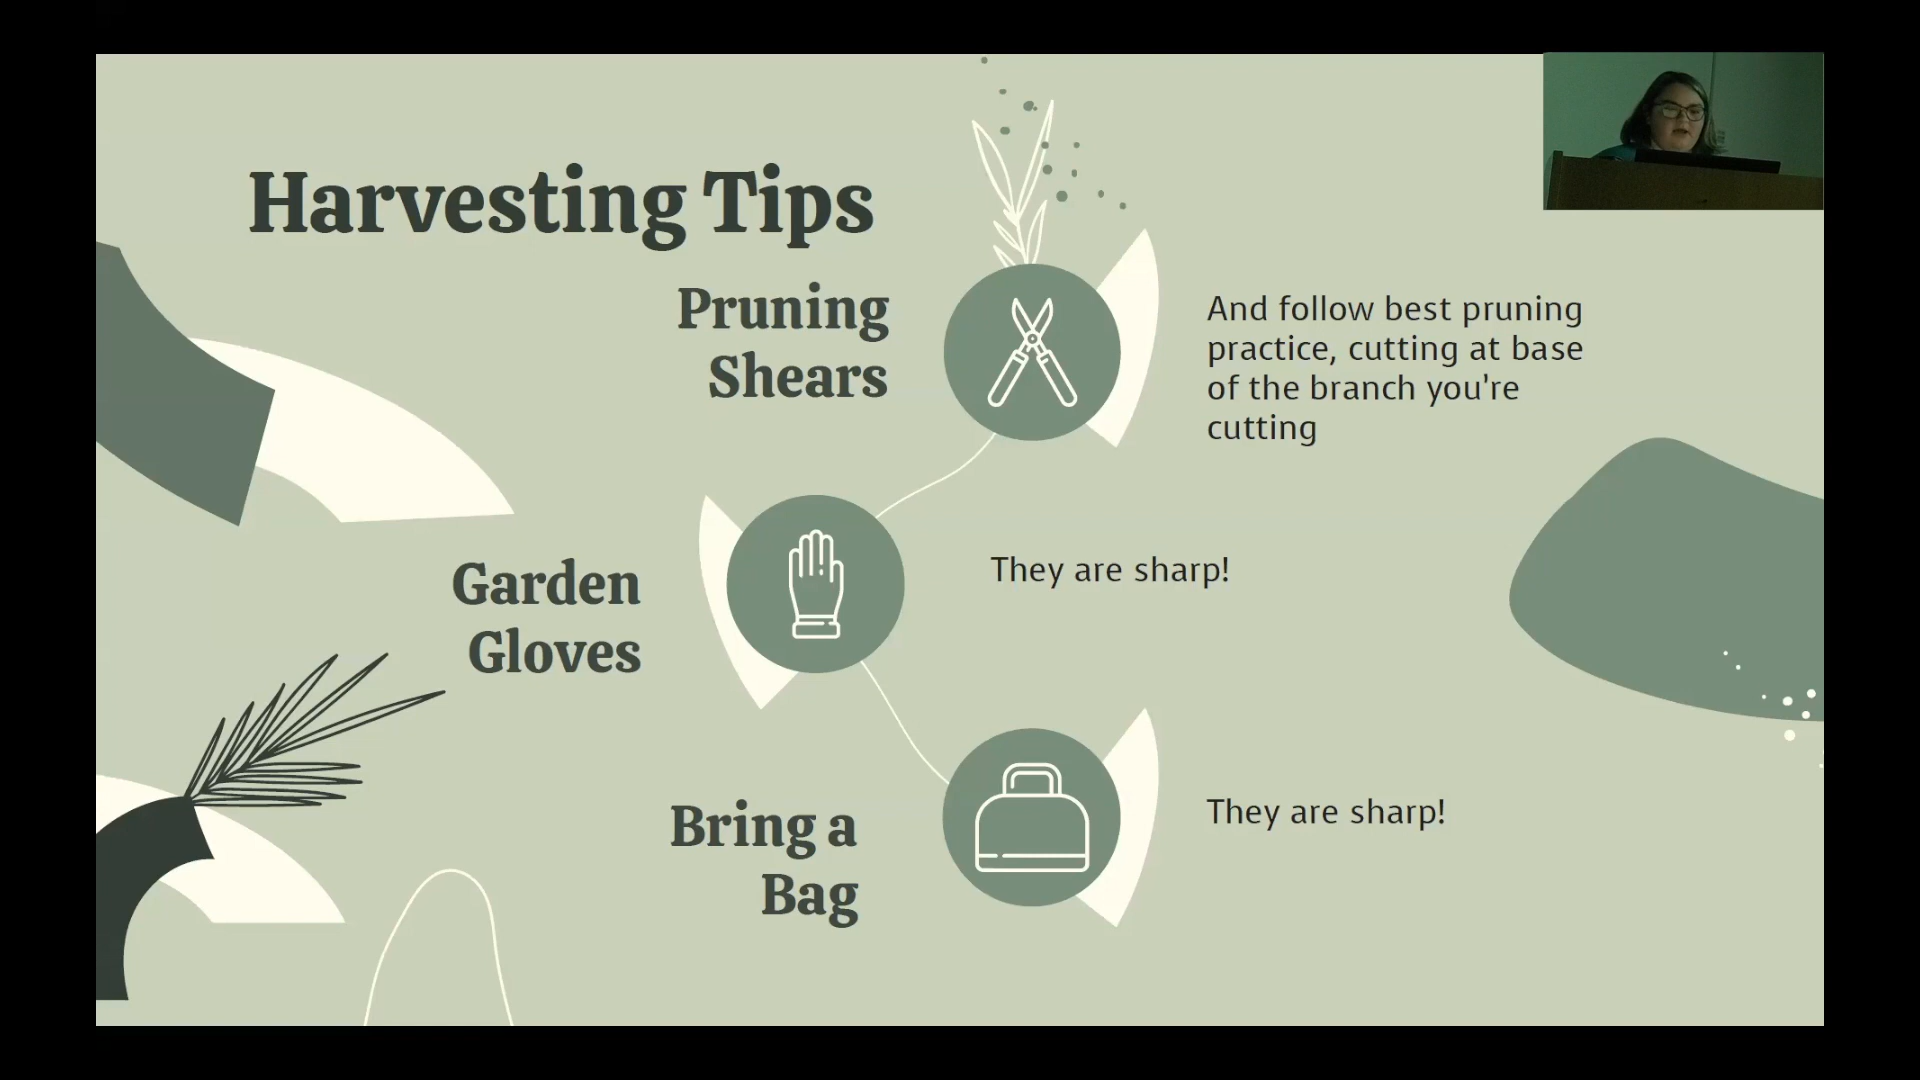 Harvesting Tips
Pruning
Shears
And follow best pruning
practice, cutting at base
of the branch you're
cutting
Garden
Gloves
They are sharp!
Bring a
Bag
They are sharp!